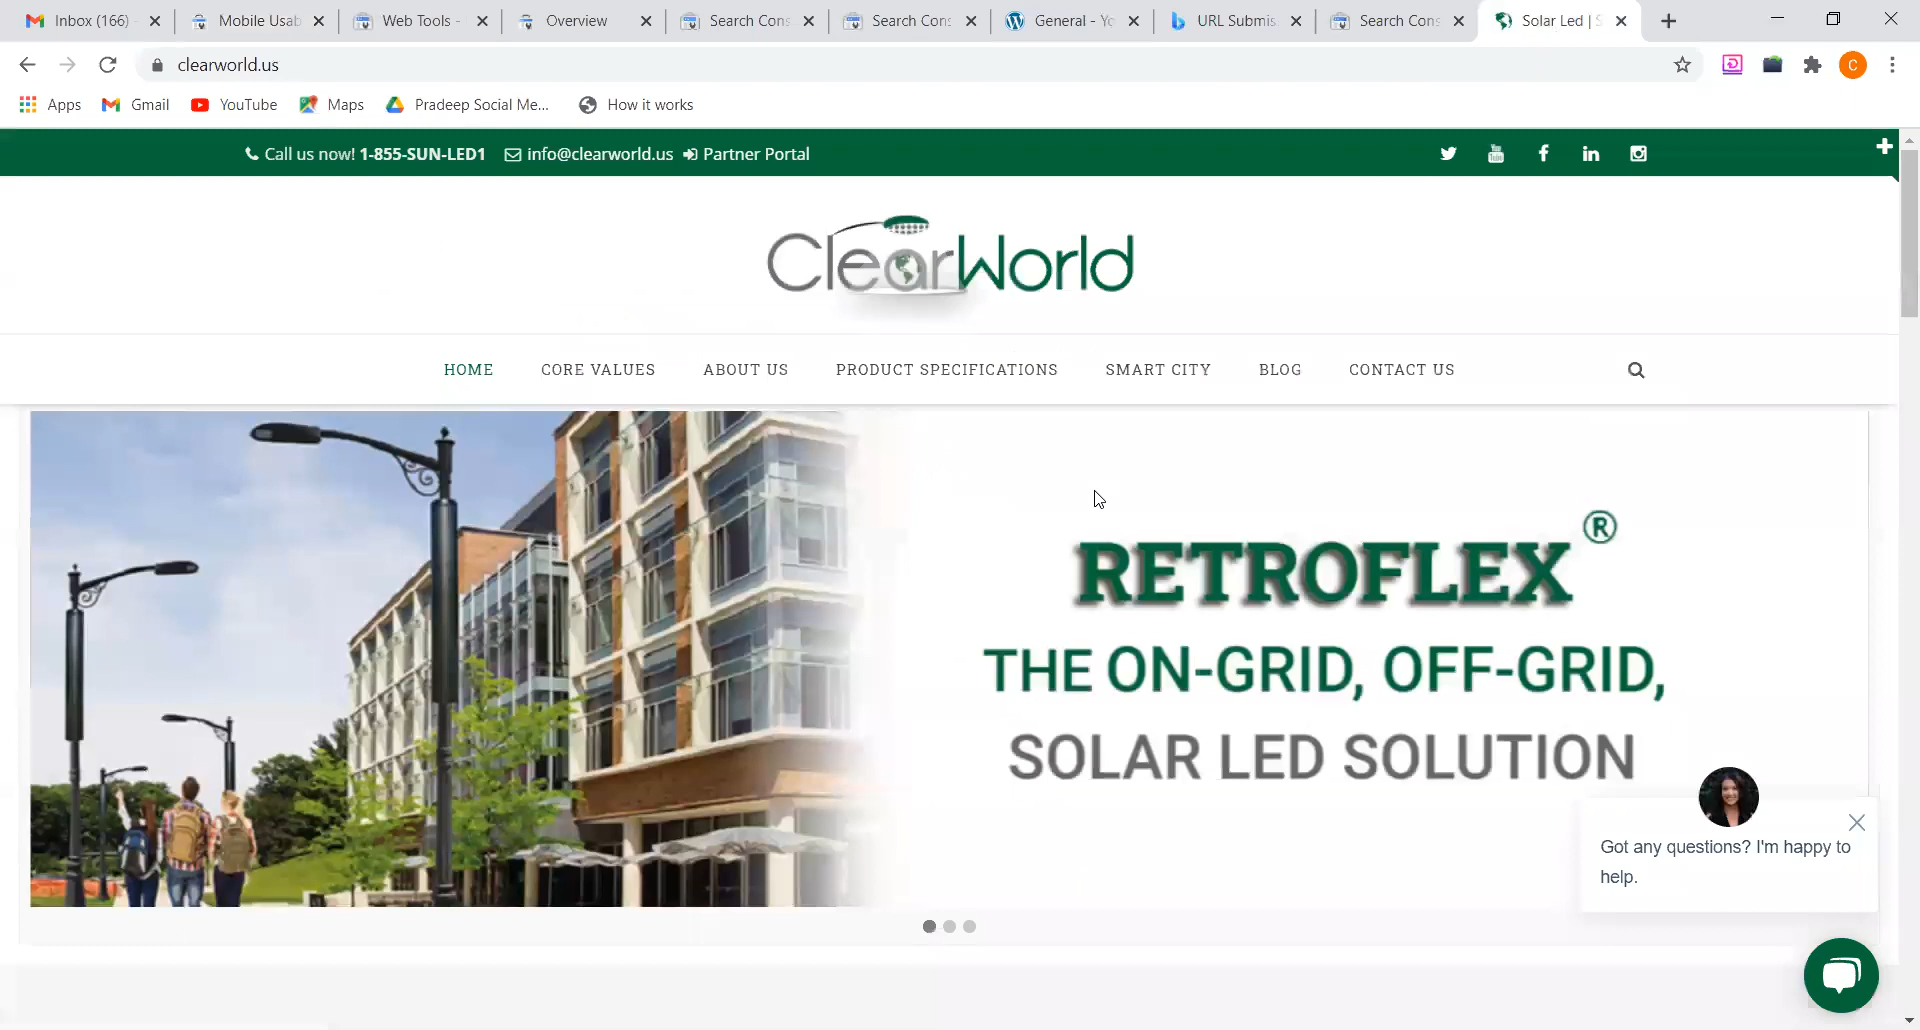 Inbox (166)
Mobile Usab
Web Tools -
Overview
Search Cons
Search Cons
General - Yo
URL Submis
Search Cons
Solar Led | S
clearworld.us
C
Apps
Gmail
YouTube
Maps
Pradeep Social Me...
How it works
Call us now! 1-855-SUN-LED1
info@clearworld.us
Partner Portal
ClearWorld
HOME
CORE VALUES
ABOUT US
PRODUCT SPECIFICATIONS
SMART CITY
BLOG
CONTACT US
RETROFLEX®
THE ON-GRID, OFF-GRID,
SOLAR LED SOLUTION
Got any questions? I'm happy to
help.